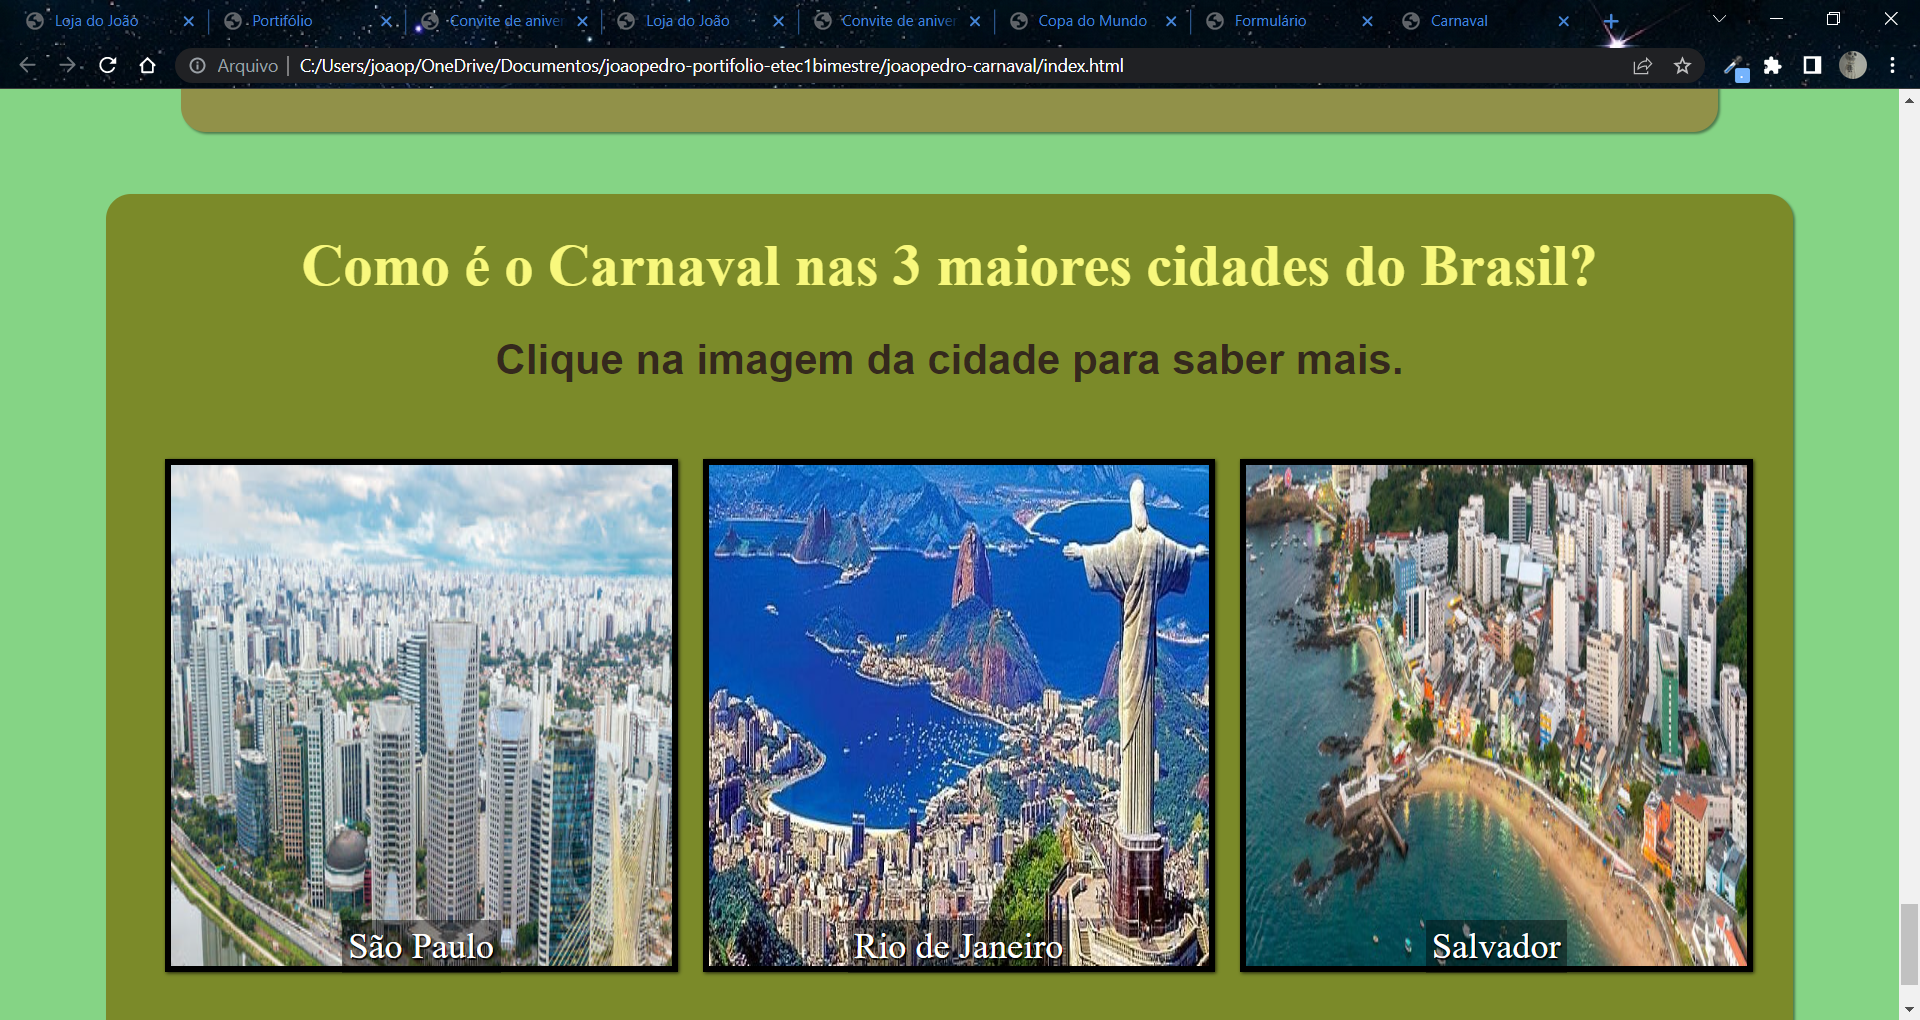 Loja do João
Portifólio
Convite de aniver
Loja do João
Convite de aniver
Copa do Mundo
Formulário
Carnaval
Arquivo | C:/Users/joaop/OneDrive/Documentos/joaopedro-portifolio-etec1bimestre/joaopedro-carnaval/index.html
Como é o Carnaval nas 3 maiores cidades do Brasil?
Clique na imagem da cidade para saber mais.
São Paulo
Rio de Janeiro
Salvador